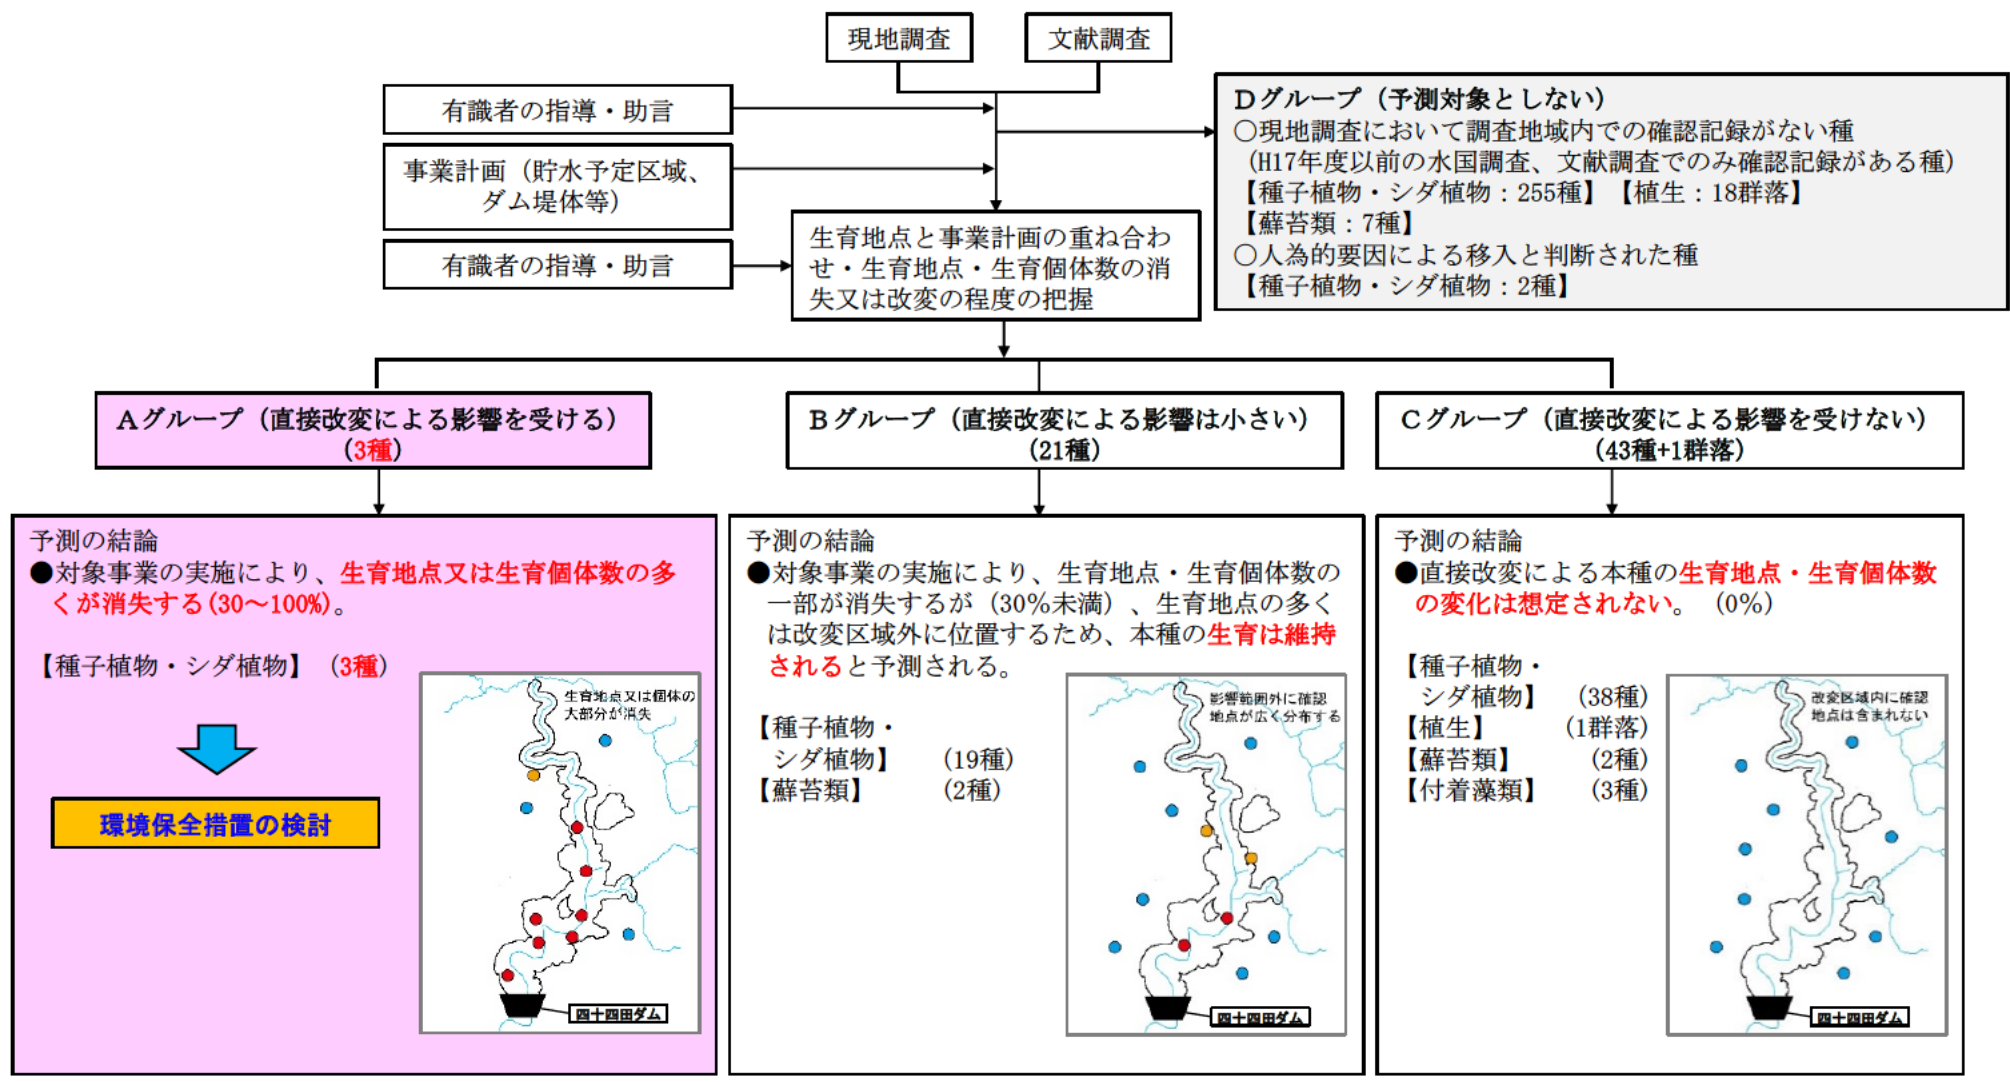 現地調査
文献調査
有識者の指導・助言
事業計画（貯水予定区域、
ダム堤体等）
有識者の指導・助言
生育地点と事業計画の重ね合わ
せ・生育地点・生育個体数の消
失又は改変の程度の把握
Ｄグループ（予測対象としない）
○現地調査において調査地域内での確認記録がない種
(H17年度以前の水国調査、文献調査でのみ確認記録がある種)
【種子植物・シダ植物：255種】【植生：18群落】
【蘚苔類：7種】
○人為的要因による移入と判断された種
【種子植物・シダ植物：2種】
Ａグループ（直接改変による影響を受ける）
(3種)
Ｂグループ（直接改変による影響は小さい）
(21種)
Ｃグループ（直接改変による影響を受けない）
(43種+1群落)
予測の結論
●対象事業の実施により、生育地点又は生育個体数の多
くが消失する(30～100%)。
【種子植物・シダ植物】（3種）
環境保全措置の検討
生育地点又は個体の
大部分が消失
四十四田ダム
予測の結論
●対象事業の実施により、生育地点・生育個体数の
一部が消失するが（30％未満）、生育地点の多く
は改変区域外に位置するため、本種の生育は維持
されると予測される。
【種子植物・
シダ植物】 (19種)
【蘚苔類】 (2種)
影響範囲外に確認
地点が広く分布する
四十四田ダム
予測の結論
●直接改変による本種の生育地点・生育個体数
の変化は想定されない。（0％）
【種子植物・
シダ植物】 (38種)
【植生】 (1群落)
【蘚苔類】 (2種)
【付着藻類】 (3種)
改変区域内に確認
地点は含まれない
四十四田ダム